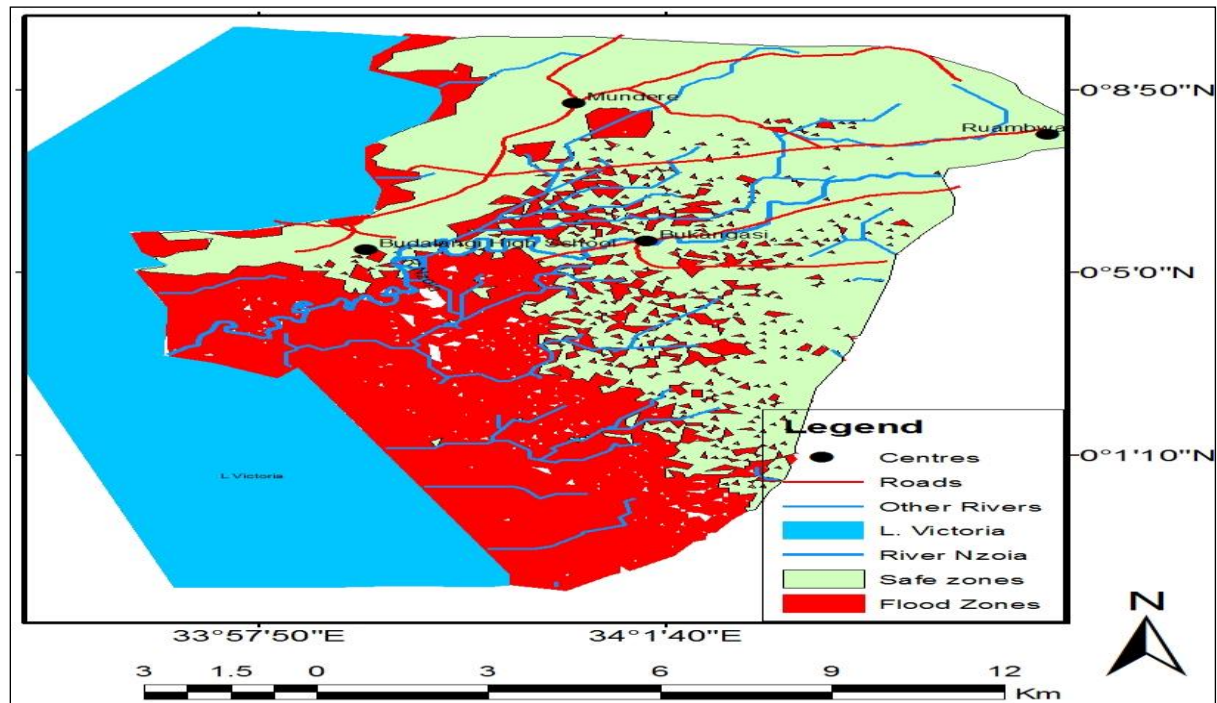 Mundere
0°8'50"N
Ruambwa
Budalangi High School
Bukangasi
0°5'0"N
L Victoria
0°1'10"N
Legend
Centres
Roads
Other Rivers
L. Victoria
River Nzoia
Safe zones
Flood Zones
33°57'50"E
34°1'40"E
N
3 1.5 0 3 6 9 12
Km